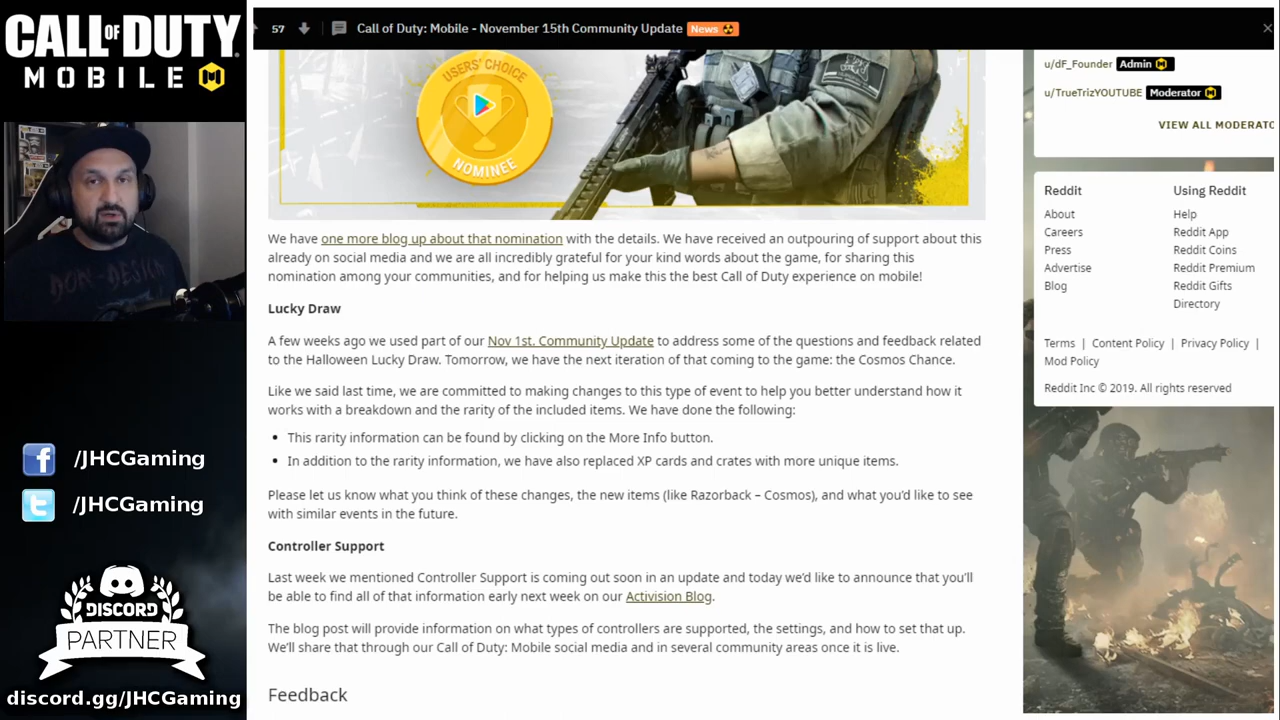 CALL OF DUTY
MOBILE
/JHCGaming
/JHCGaming
DISCORD
PARTNER
discord.gg/JHCGaming
57 Call of Duty: Mobile - November 15th Community Update News
USERS' CHOICE
NOMINEE
We have one more blog up about that nomination with the details. We have received an outpouring of support about this
already on social media and we are all incredibly grateful for your kind words about the game, for sharing this
nomination among your communities, and for helping us make this the best Call of Duty experience on mobile!
Lucky Draw
A few weeks ago we used part of our Nov 1st. Community Update to address some of the questions and feedback related
to the Halloween Lucky Draw. Tomorrow, we have the next iteration of that coming to the game: the Cosmos Chance.
Like we said last time, we are committed to making changes to this type of event to help you better understand how it
works with a breakdown and the rarity of the included items. We have done the following:
• This rarity information can be found by clicking on the More Info button.
• In addition to the rarity information, we have also replaced XP cards and crates with more unique items.
Please let us know what you think of these changes, the new items (like Razorback – Cosmos), and what you'd like to see
with similar events in the future.
Controller Support
Last week we mentioned Controller Support is coming out soon in an update and today we'd like to announce that you'll
be able to find all of that information early next week on our Activision Blog.
The blog post will provide information on what types of controllers are supported, the settings, and how to set that up.
We'll share that through our Call of Duty: Mobile social media and in several community areas once it is live.
Feedback
u/dF_Founder Admin
u/TrueTrizYOUTUBE Moderator
VIEW ALL MODERATO
Reddit Using Reddit
About Help
Careers Reddit App
Press Reddit Coins
Advertise Reddit Premium
Blog Reddit Gifts
Directory
Terms | Content Policy | Privacy Policy |
Mod Policy
Reddit Inc © 2019. All rights reserved